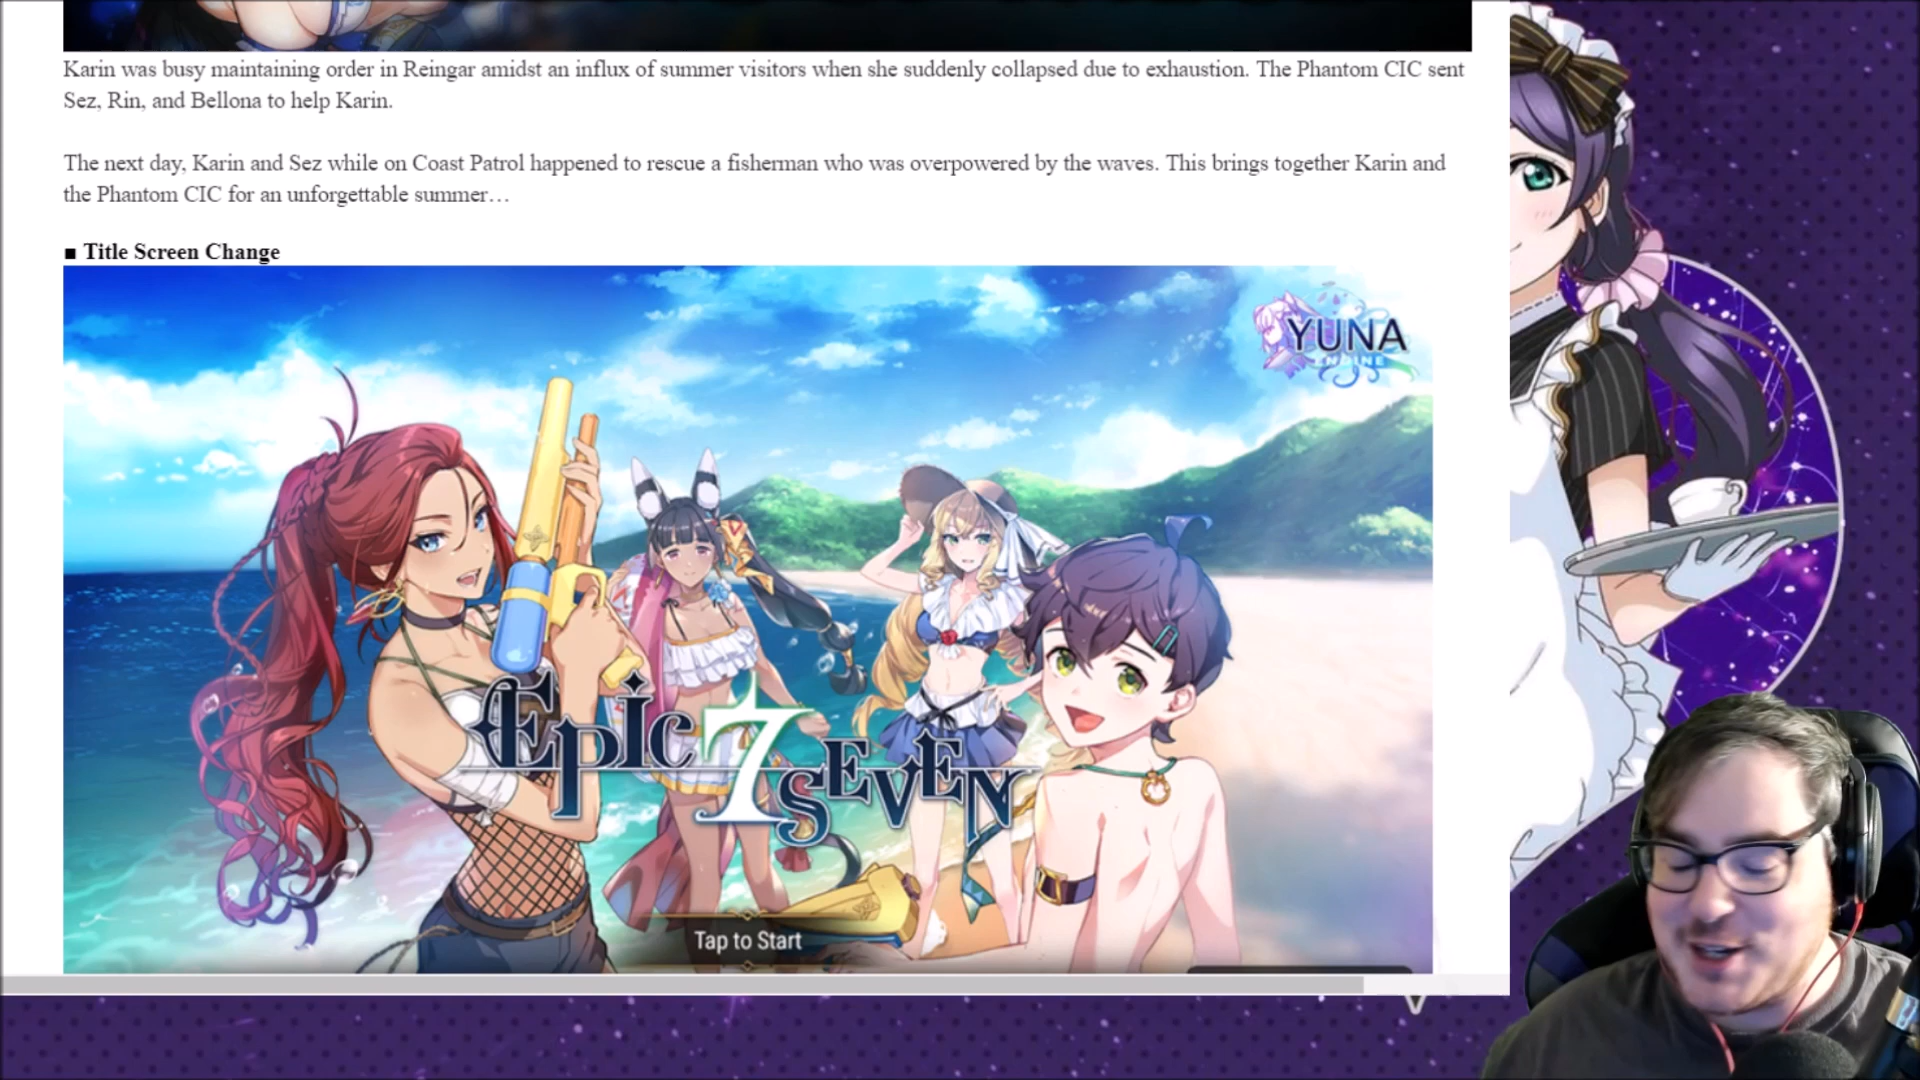 Karin was busy maintaining order in Reingar amidst an influx of summer visitors when she suddenly collapsed due to exhaustion. The Phantom CIC sent
Sez, Rin, and Bellona to help Karin.
The next day, Karin and Sez while on Coast Patrol happened to rescue a fisherman who was overpowered by the waves. This brings together Karin and
the Phantom CIC for an unforgettable summer…
■ Title Screen Change
YUNA
ENGINE
EPIC
7
SEVEN
Tap to Start